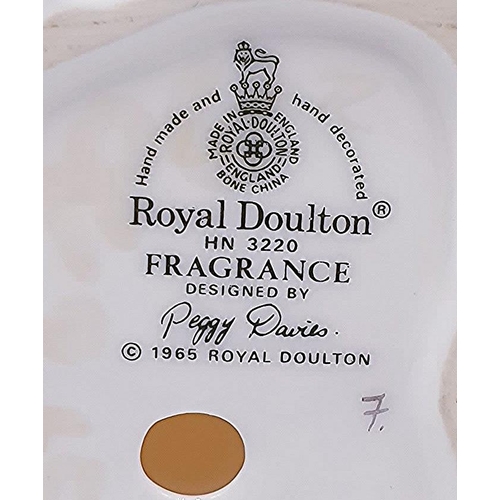 Hand made and hand decorated
MADE IN ENGLAND
ROYAL·DOULTON
ENGLAND
BONE CHINA
Royal Doulton®
HN 3220
FRAGRANCE
DESIGNED BY
Peggy Davies.
© 1965 ROYAL DOULTON
7.